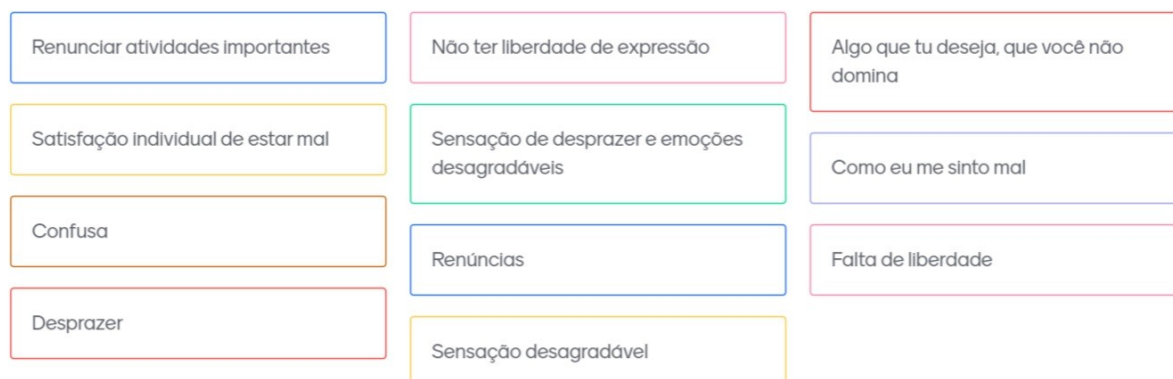 Renunciar atividades importantes
Satisfação individual de estar mal
Confusa
Desprazer
Não ter liberdade de expressão
Sensação de desprazer e emoções
desagradáveis
Renúncias
Sensação desagradável
Algo que tu deseja, que você não
domina
Como eu me sinto mal
Falta de liberdade